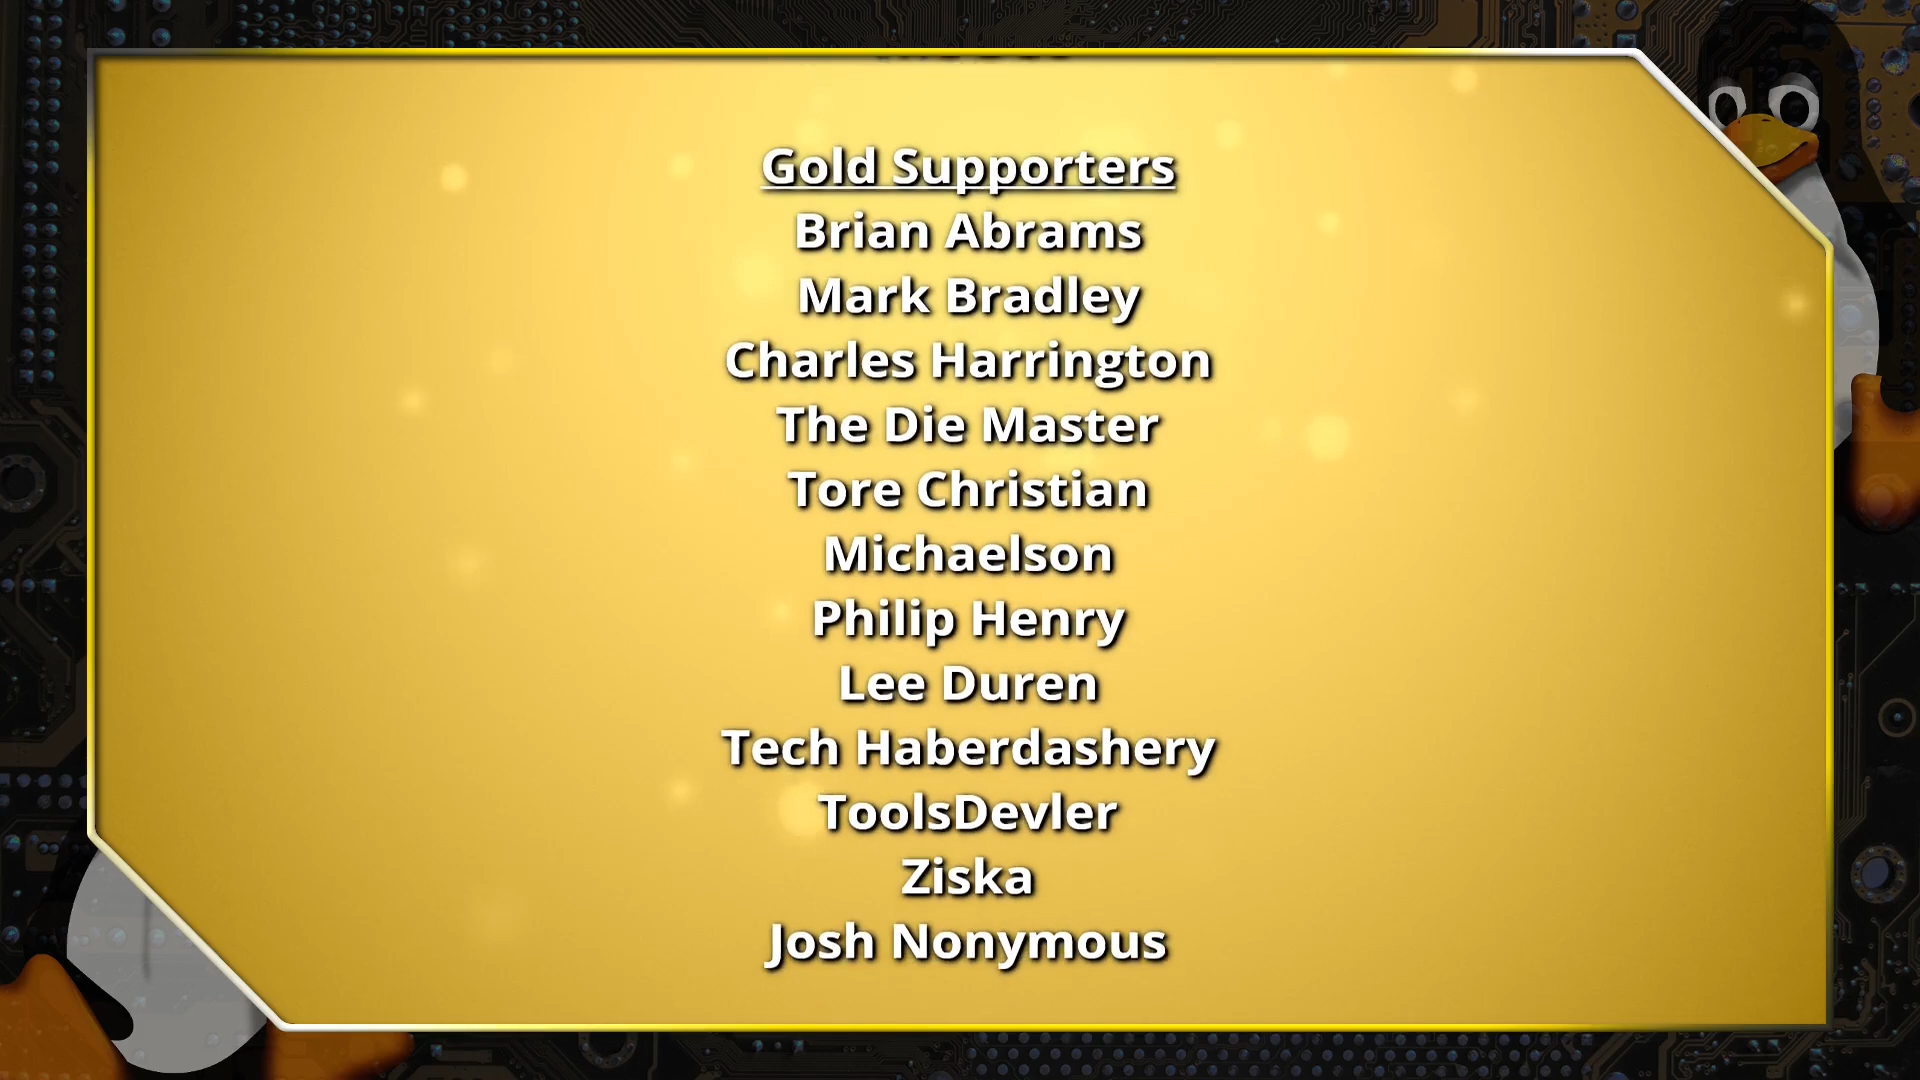 Gold Supporters
Brian Abrams
Mark Bradley
Charles Harrington
The Die Master
Tore Christian
Michaelson
Philip Henry
Lee Duren
Tech Haberdashery
ToolsDevler
Ziska
Josh Nonymous